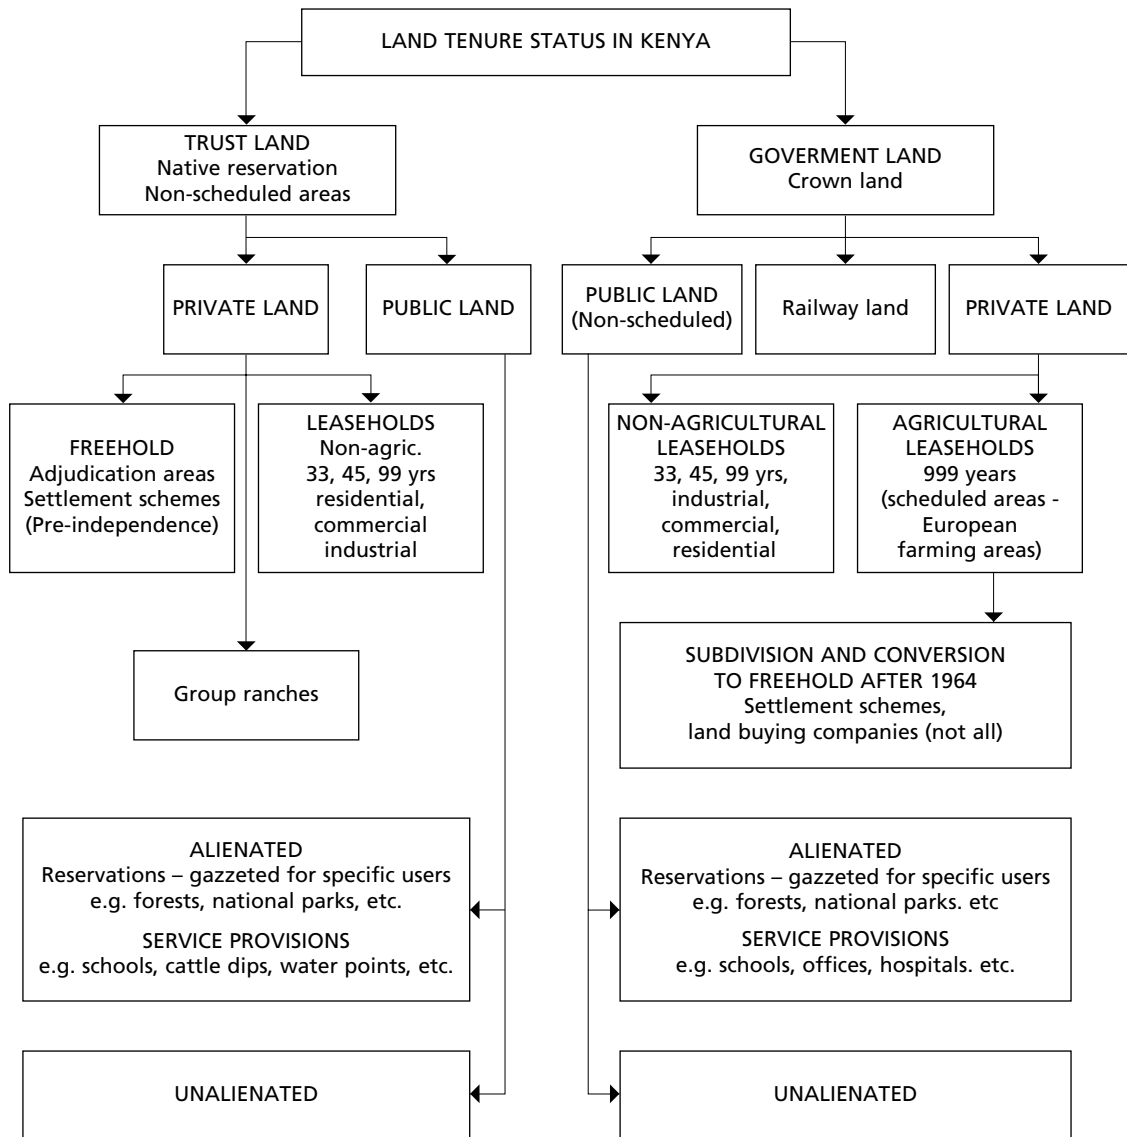 LAND TENURE STATUS IN KENYA
TRUST LAND
Native reservation
Non-scheduled areas
GOVERMENT LAND
Crown land
PRIVATE LAND
PUBLIC LAND
PUBLIC LAND
(Non-scheduled)
Railway land
PRIVATE LAND
FREEHOLD
Adjudication areas
Settlement schemes
(Pre-independence)
LEASEHOLDS
Non-agric.
33, 45, 99 yrs
residential,
commercial
industrial
NON-AGRICULTURAL
LEASEHOLDS
33, 45, 99 yrs,
industrial,
commercial,
residential
AGRICULTURAL
LEASEHOLDS
999 years
(scheduled areas -
European
farming areas)
Group ranches
SUBDIVISION AND CONVERSION
TO FREEHOLD AFTER 1964
Settlement schemes,
land buying companies (not all)
ALIENATED
Reservations – gazzeted for specific users
e.g. forests, national parks, etc.
SERVICE PROVISIONS
e.g. schools, cattle dips, water points, etc.
ALIENATED
Reservations – gazzeted for specific users
e.g. forests, national parks. etc
SERVICE PROVISIONS
e.g. schools, offices, hospitals. etc.
UNALIENATED
UNALIENATED